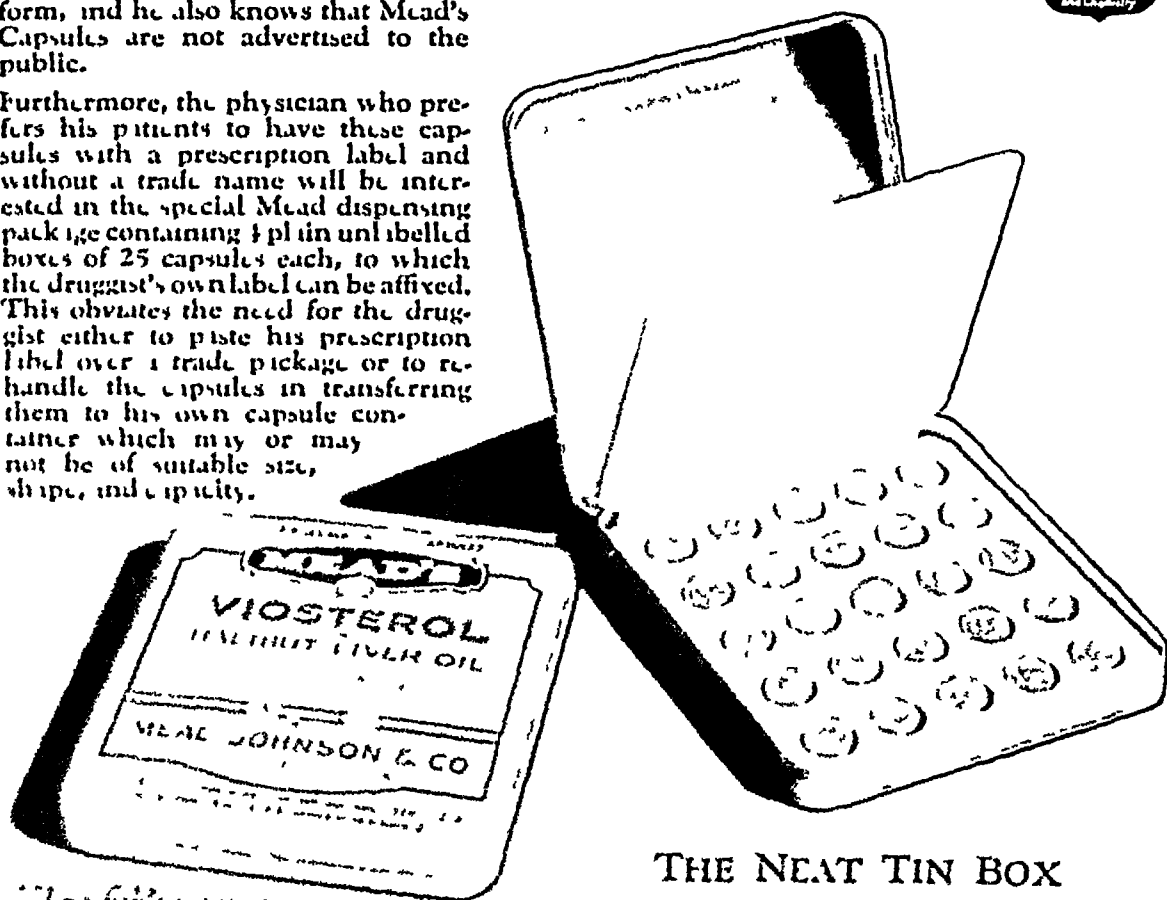 form, and he also knows that Mead's
Capsules are not advertised to the
public.
Furthermore, the physician who pre-
fers his patients to have these cap-
sules with a prescription label and
without a trade name will be inter-
ested in the special Mead dispensing
package containing 4 plain unlabelled
boxes of 25 capsules each, to which
the druggist's own label can be affixed.
This obviates the need for the drug-
gist either to paste his prescription
label over a trade package or to re-
handle the capsules in transferring
them to his own capsule con-
tainer which may or may
not be of suitable size,
shape, and capacity.
MEAD'S
VIOSTEROL
HALIBUT LIVER OIL
MEAD JOHNSON & CO
THE NEAT TIN BOX